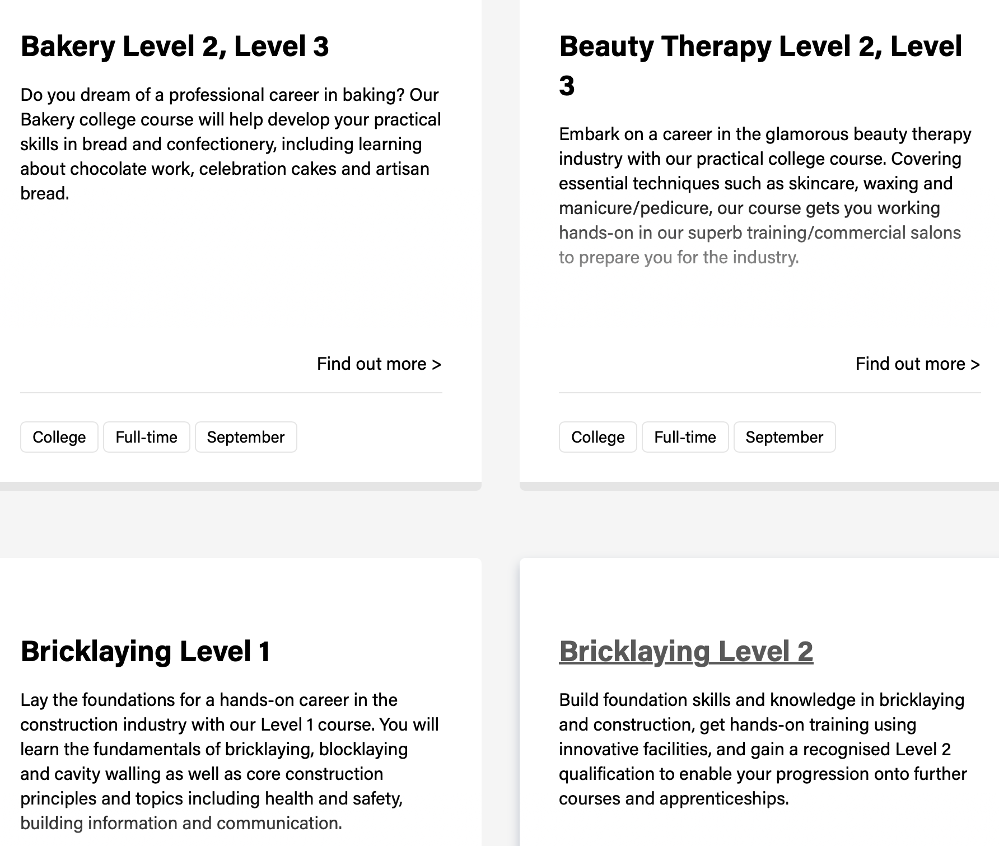 Bakery Level 2, Level 3
Do you dream of a professional career in baking? Our
Bakery college course will help develop your practical
skills in bread and confectionery, including learning
about chocolate work, celebration cakes and artisan
bread.
Find out more >
College
Full-time
September
Beauty Therapy Level 2, Level
3
Embark on a career in the glamorous beauty therapy
industry with our practical college course. Covering
essential techniques such as skincare, waxing and
manicure/pedicure, our course gets you working
hands-on in our superb training/commercial salons
to prepare you for the industry.
Find out more >
College
Full-time
September
Bricklaying Level 1
Lay the foundations for a hands-on career in the
construction industry with our Level 1 course. You will
learn the fundamentals of bricklaying, blocklaying
and cavity walling as well as core construction
principles and topics including health and safety,
building information and communication.
Bricklaying Level 2
Build foundation skills and knowledge in bricklaying
and construction, get hands-on training using
innovative facilities, and gain a recognised Level 2
qualification to enable your progression onto further
courses and apprenticeships.